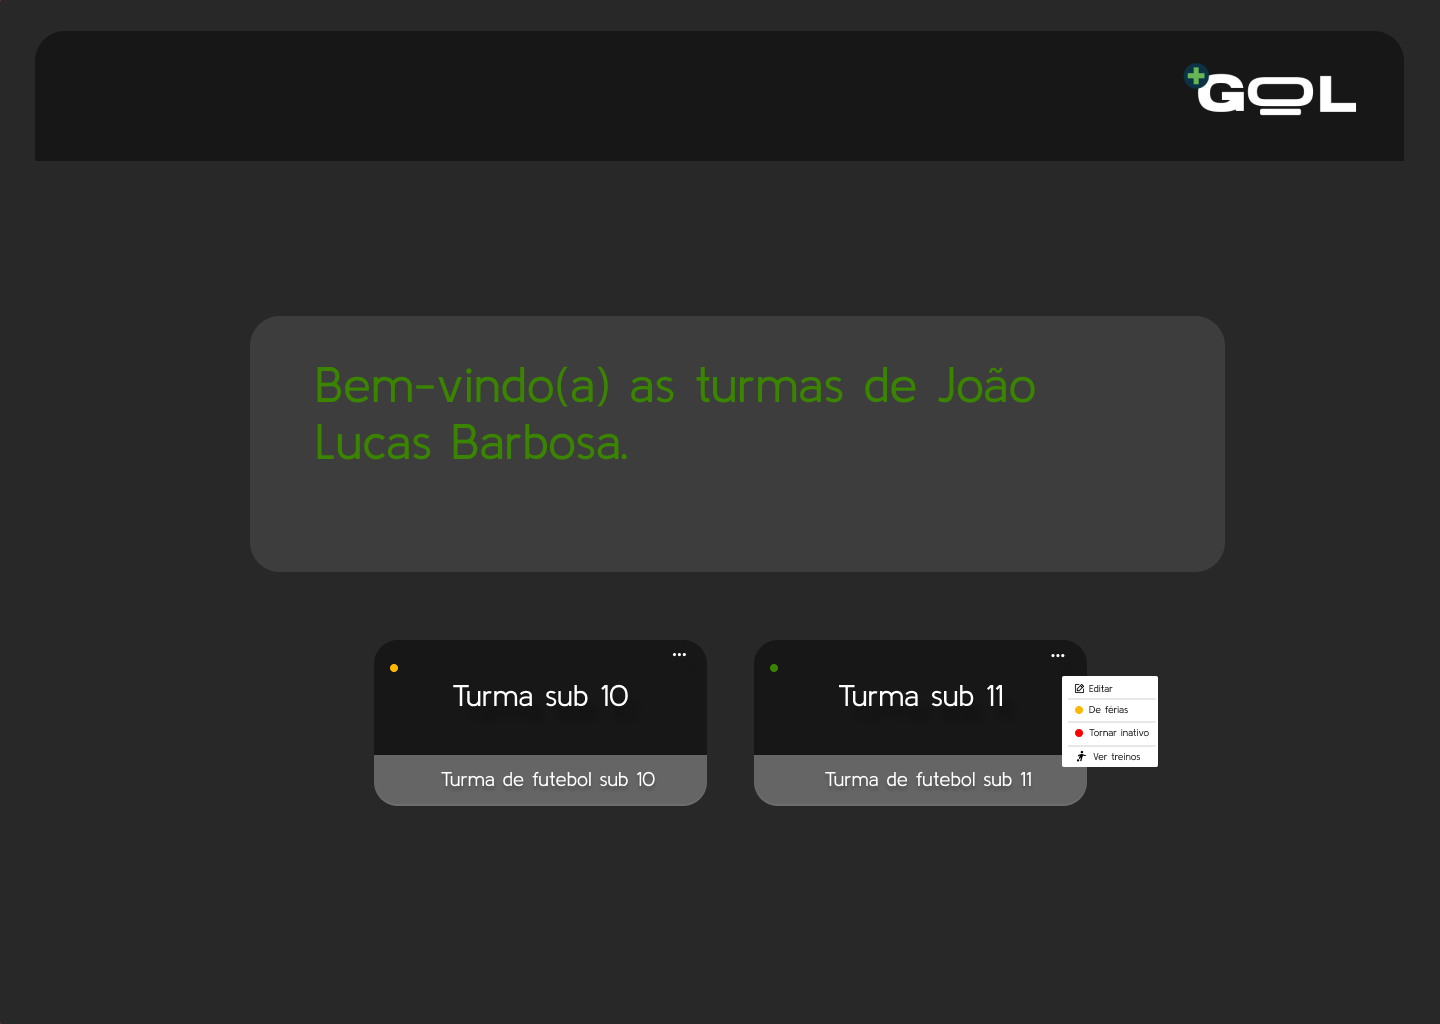 GOL
Bem-vindo(a) as turmas de João
Lucas Barbosa.
Turma sub 10
Turma de futebol sub 10
Turma sub 11
Turma de futebol sub 11
Editar
De férias
Tornar inativo
Ver treinos